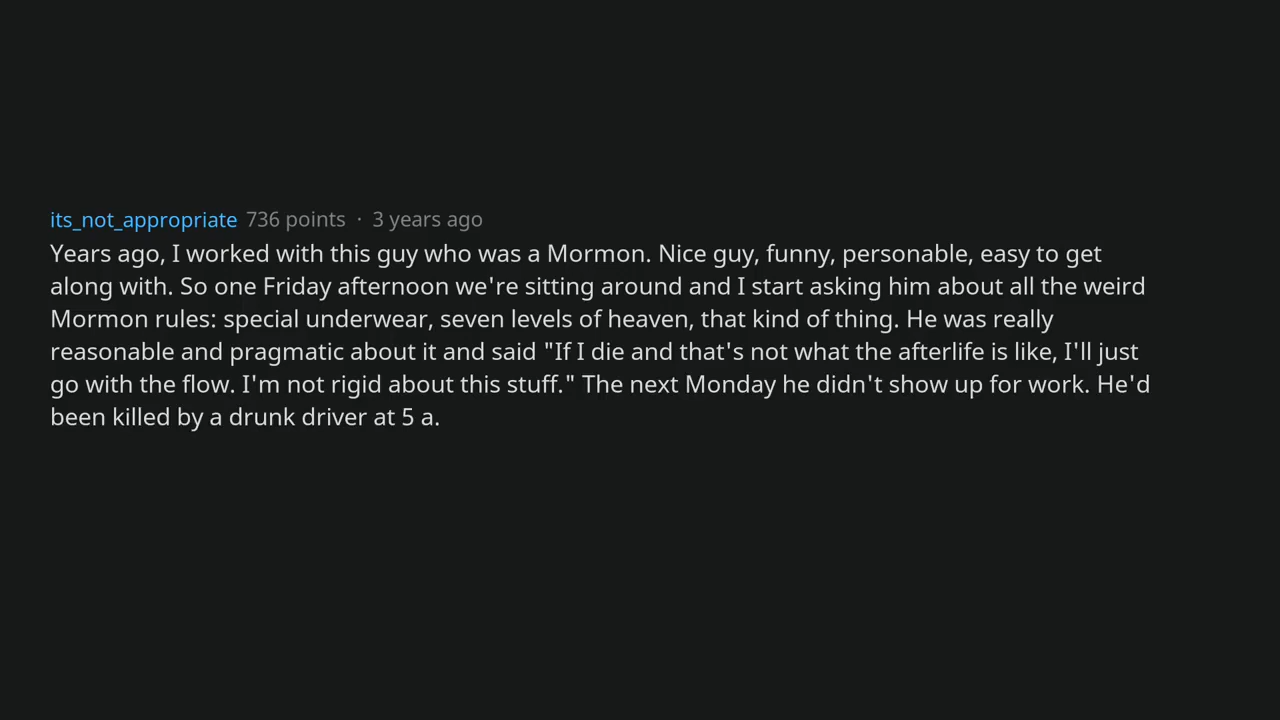 its_not_appropriate 736 points · 3 years ago
Years ago, I worked with this guy who was a Mormon. Nice guy, funny, personable, easy to get
along with. So one Friday afternoon we're sitting around and I start asking him about all the weird
Mormon rules: special underwear, seven levels of heaven, that kind of thing. He was really
reasonable and pragmatic about it and said "If I die and that's not what the afterlife is like, I'll just
go with the flow. I'm not rigid about this stuff." The next Monday he didn't show up for work. He'd
been killed by a drunk driver at 5 a.